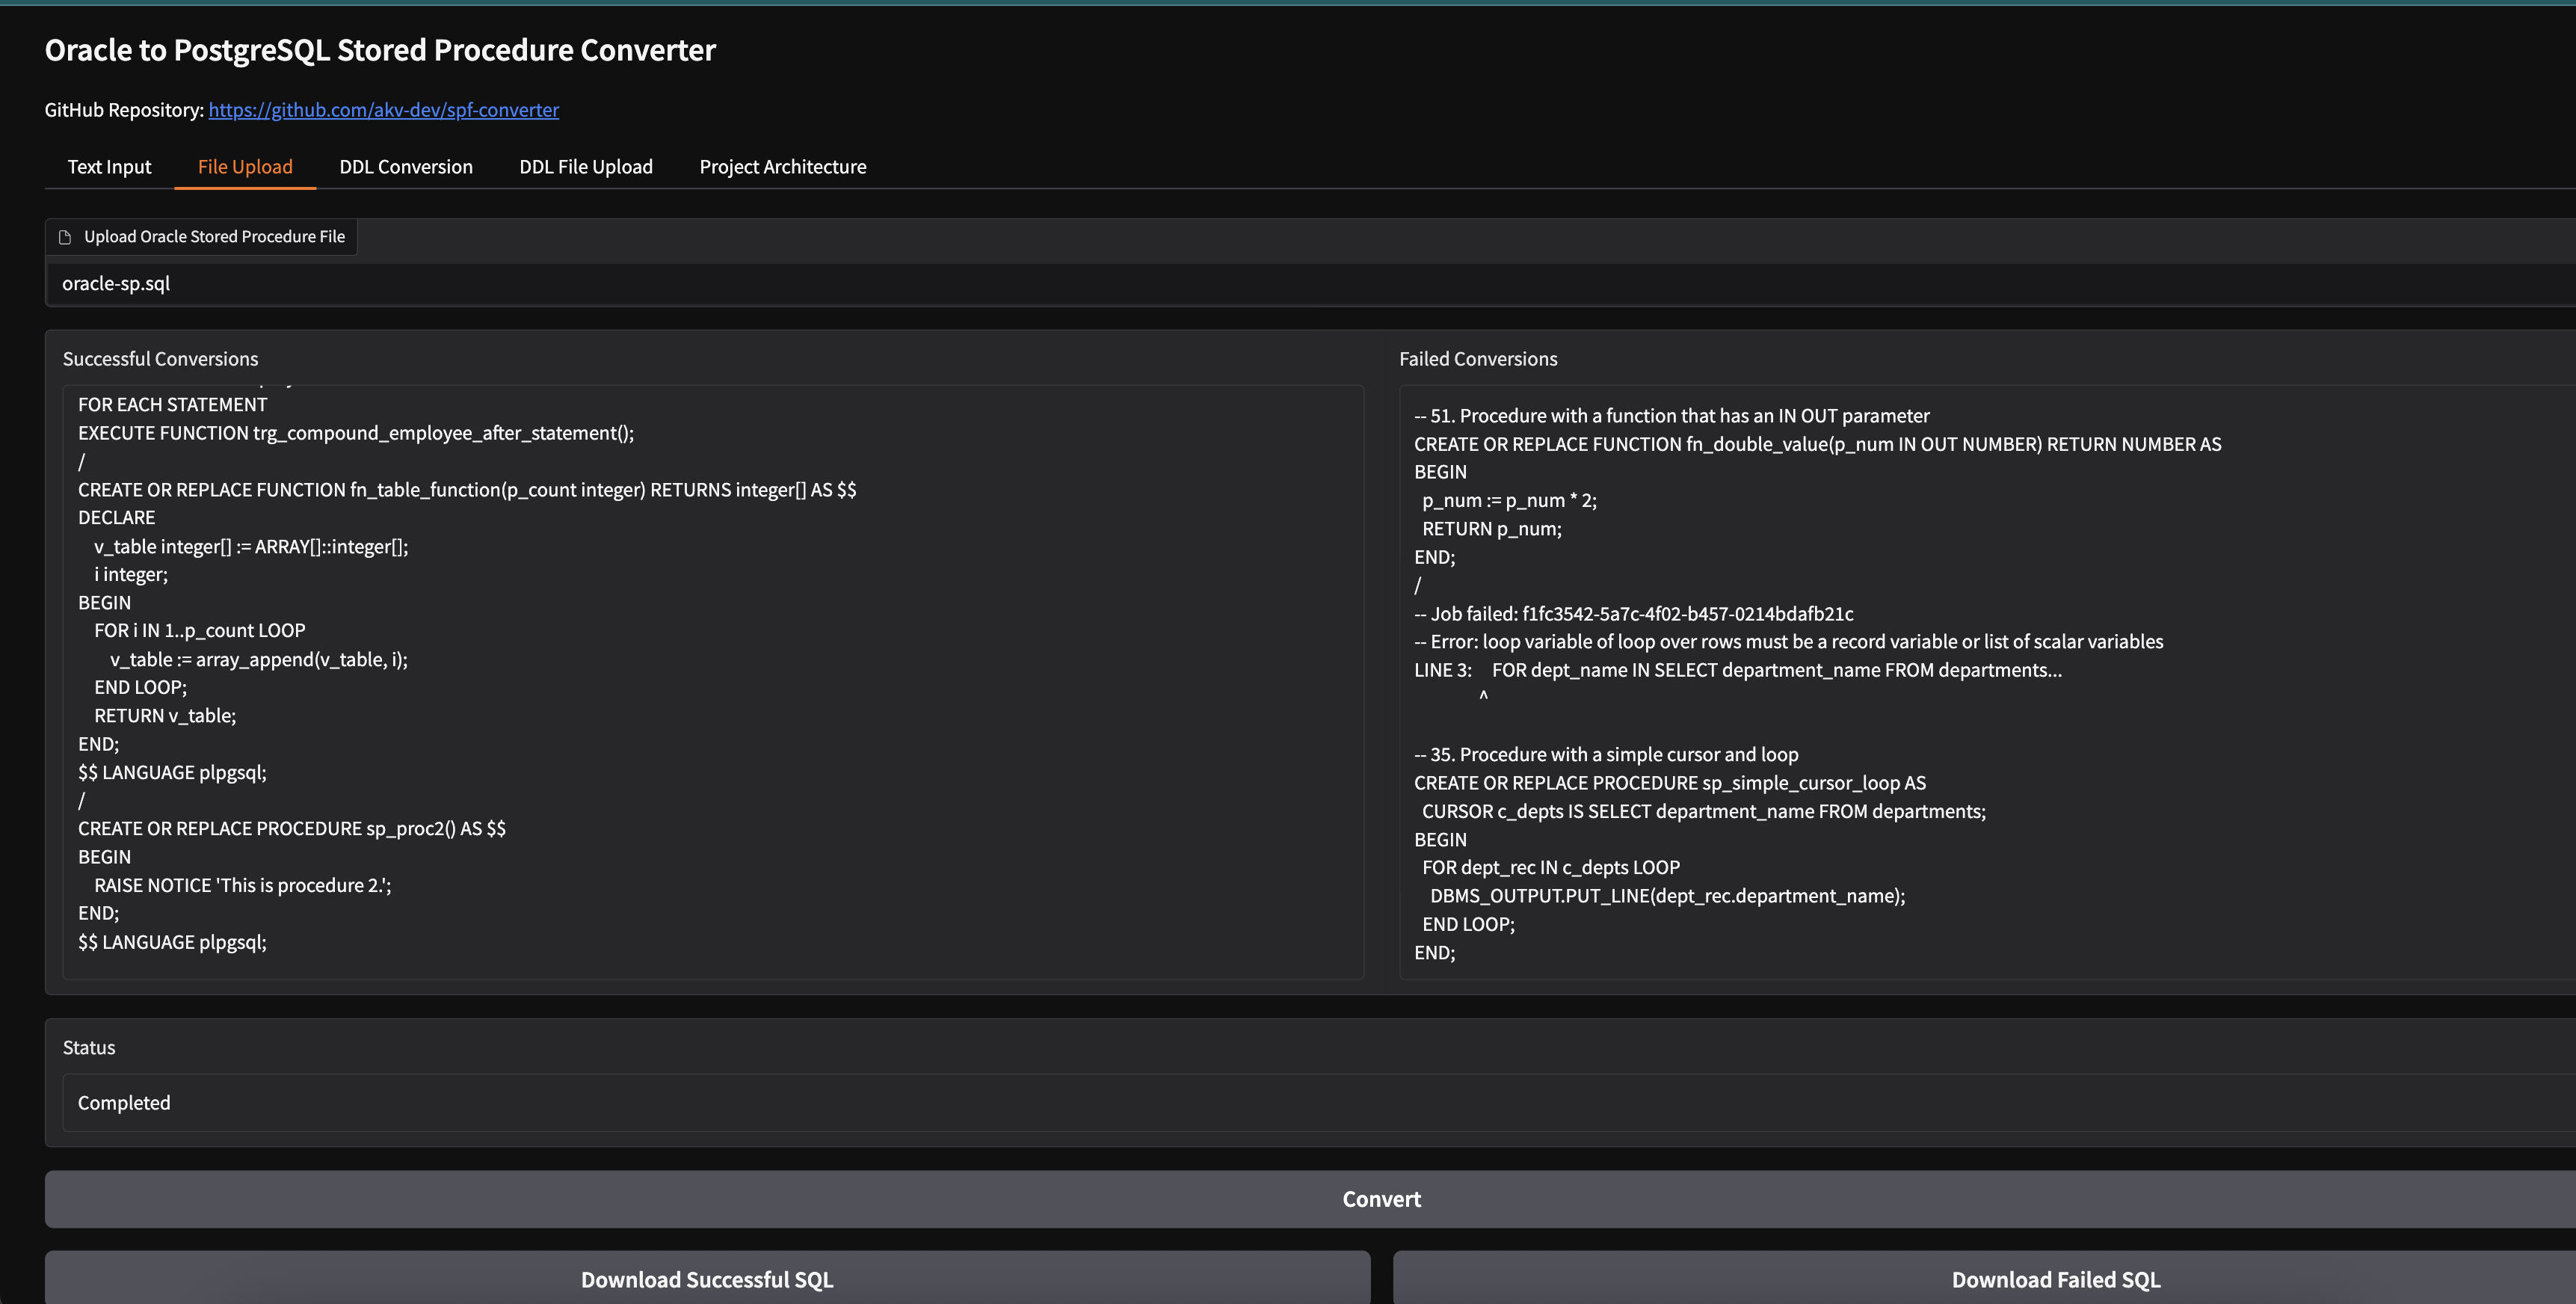 Oracle to PostgreSQL Stored Procedure Converter
GitHub Repository: https://github.com/akv-dev/spf-converter
Text Input File Upload DDL Conversion DDL File Upload Project Architecture
Upload Oracle Stored Procedure File
oracle-sp.sql
Successful Conversions
FOR EACH STATEMENT
EXECUTE FUNCTION trg_compound_employee_after_statement();
/
CREATE OR REPLACE FUNCTION fn_table_function(p_count integer) RETURNS integer[] AS $$
DECLARE
    v_table integer[] := ARRAY[]::integer[];
    i integer;
BEGIN
    FOR i IN 1..p_count LOOP
        v_table := array_append(v_table, i);
    END LOOP;
    RETURN v_table;
END;
$$ LANGUAGE plpgsql;
/
CREATE OR REPLACE PROCEDURE sp_proc2() AS $$
BEGIN
    RAISE NOTICE 'This is procedure 2.';
END;
$$ LANGUAGE plpgsql;
Failed Conversions
-- 51. Procedure with a function that has an IN OUT parameter
CREATE OR REPLACE FUNCTION fn_double_value(p_num IN OUT NUMBER) RETURN NUMBER AS
BEGIN
  p_num := p_num * 2;
  RETURN p_num;
END;
/
-- Job failed: f1fc3542-5a7c-4f02-b457-0214bdafb21c
-- Error: loop variable of loop over rows must be a record variable or list of scalar variables
LINE 3:     FOR dept_name IN SELECT department_name FROM departments...
                ^
-- 35. Procedure with a simple cursor and loop
CREATE OR REPLACE PROCEDURE sp_simple_cursor_loop AS
  CURSOR c_depts IS SELECT department_name FROM departments;
BEGIN
  FOR dept_rec IN c_depts LOOP
    DBMS_OUTPUT.PUT_LINE(dept_rec.department_name);
  END LOOP;
END;
Status
Completed
Convert
Download Successful SQL
Download Failed SQL